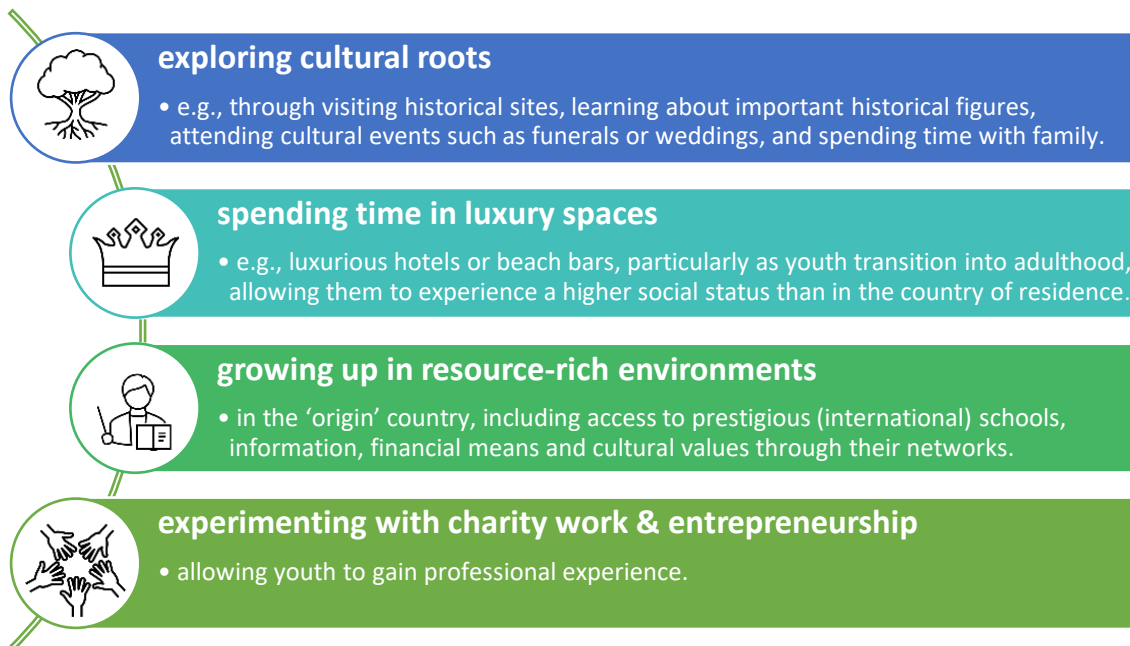 exploring cultural roots
• e.g., through visiting historical sites, learning about important historical figures,
attending cultural events such as funerals or weddings, and spending time with family.
spending time in luxury spaces
• e.g., luxurious hotels or beach bars, particularly as youth transition into adulthood,
allowing them to experience a higher social status than in the country of residence.
growing up in resource-rich environments
• in the ‘origin’ country, including access to prestigious (international) schools,
information, financial means and cultural values through their networks.
experimenting with charity work & entrepreneurship
• allowing youth to gain professional experience.